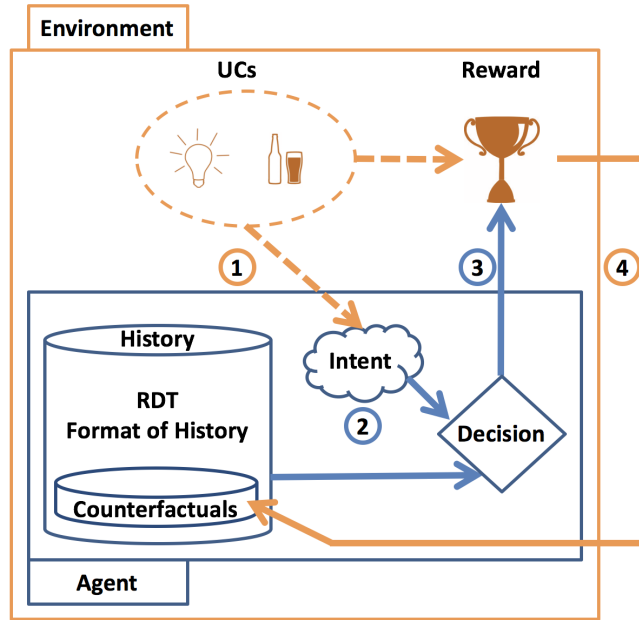 Environment
UCs
Reward
1
3
4
History
RDT
Format of History
Intent
2
Decision
Counterfactuals
Agent